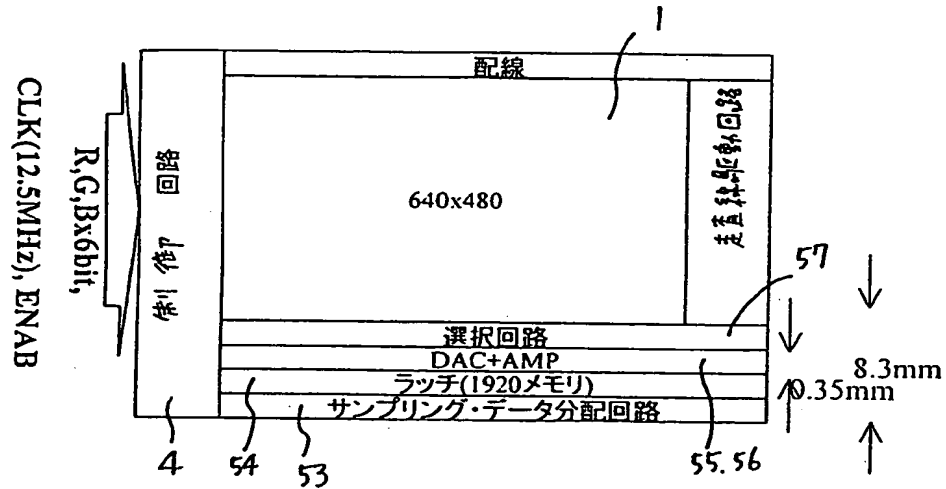 1
配線
走査線駆動回路
640x480
制御 回路
R,G,Bx6bit,
CLK(12.5MHz), ENAB
57
選択回路
DAC+AMP
ラッチ(1920メモリ)
サンプリング・データ分配回路
8.3mm
0.35mm
4
54
53
55.56